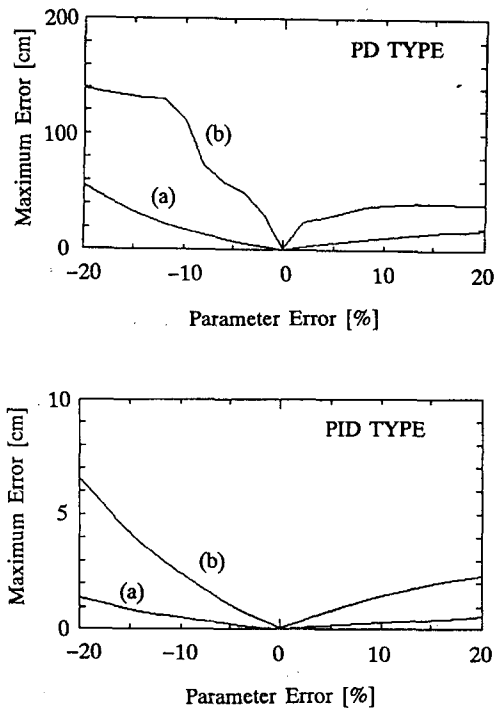 200
PD TYPE
Maximum Error [cm]
100
(b)
(a)
0
−20
−10
0
10
20
Parameter Error [%]
10
PID TYPE
Maximum Error [cm]
5
(b)
(a)
0
−20
−10
0
10
20
Parameter Error [%]